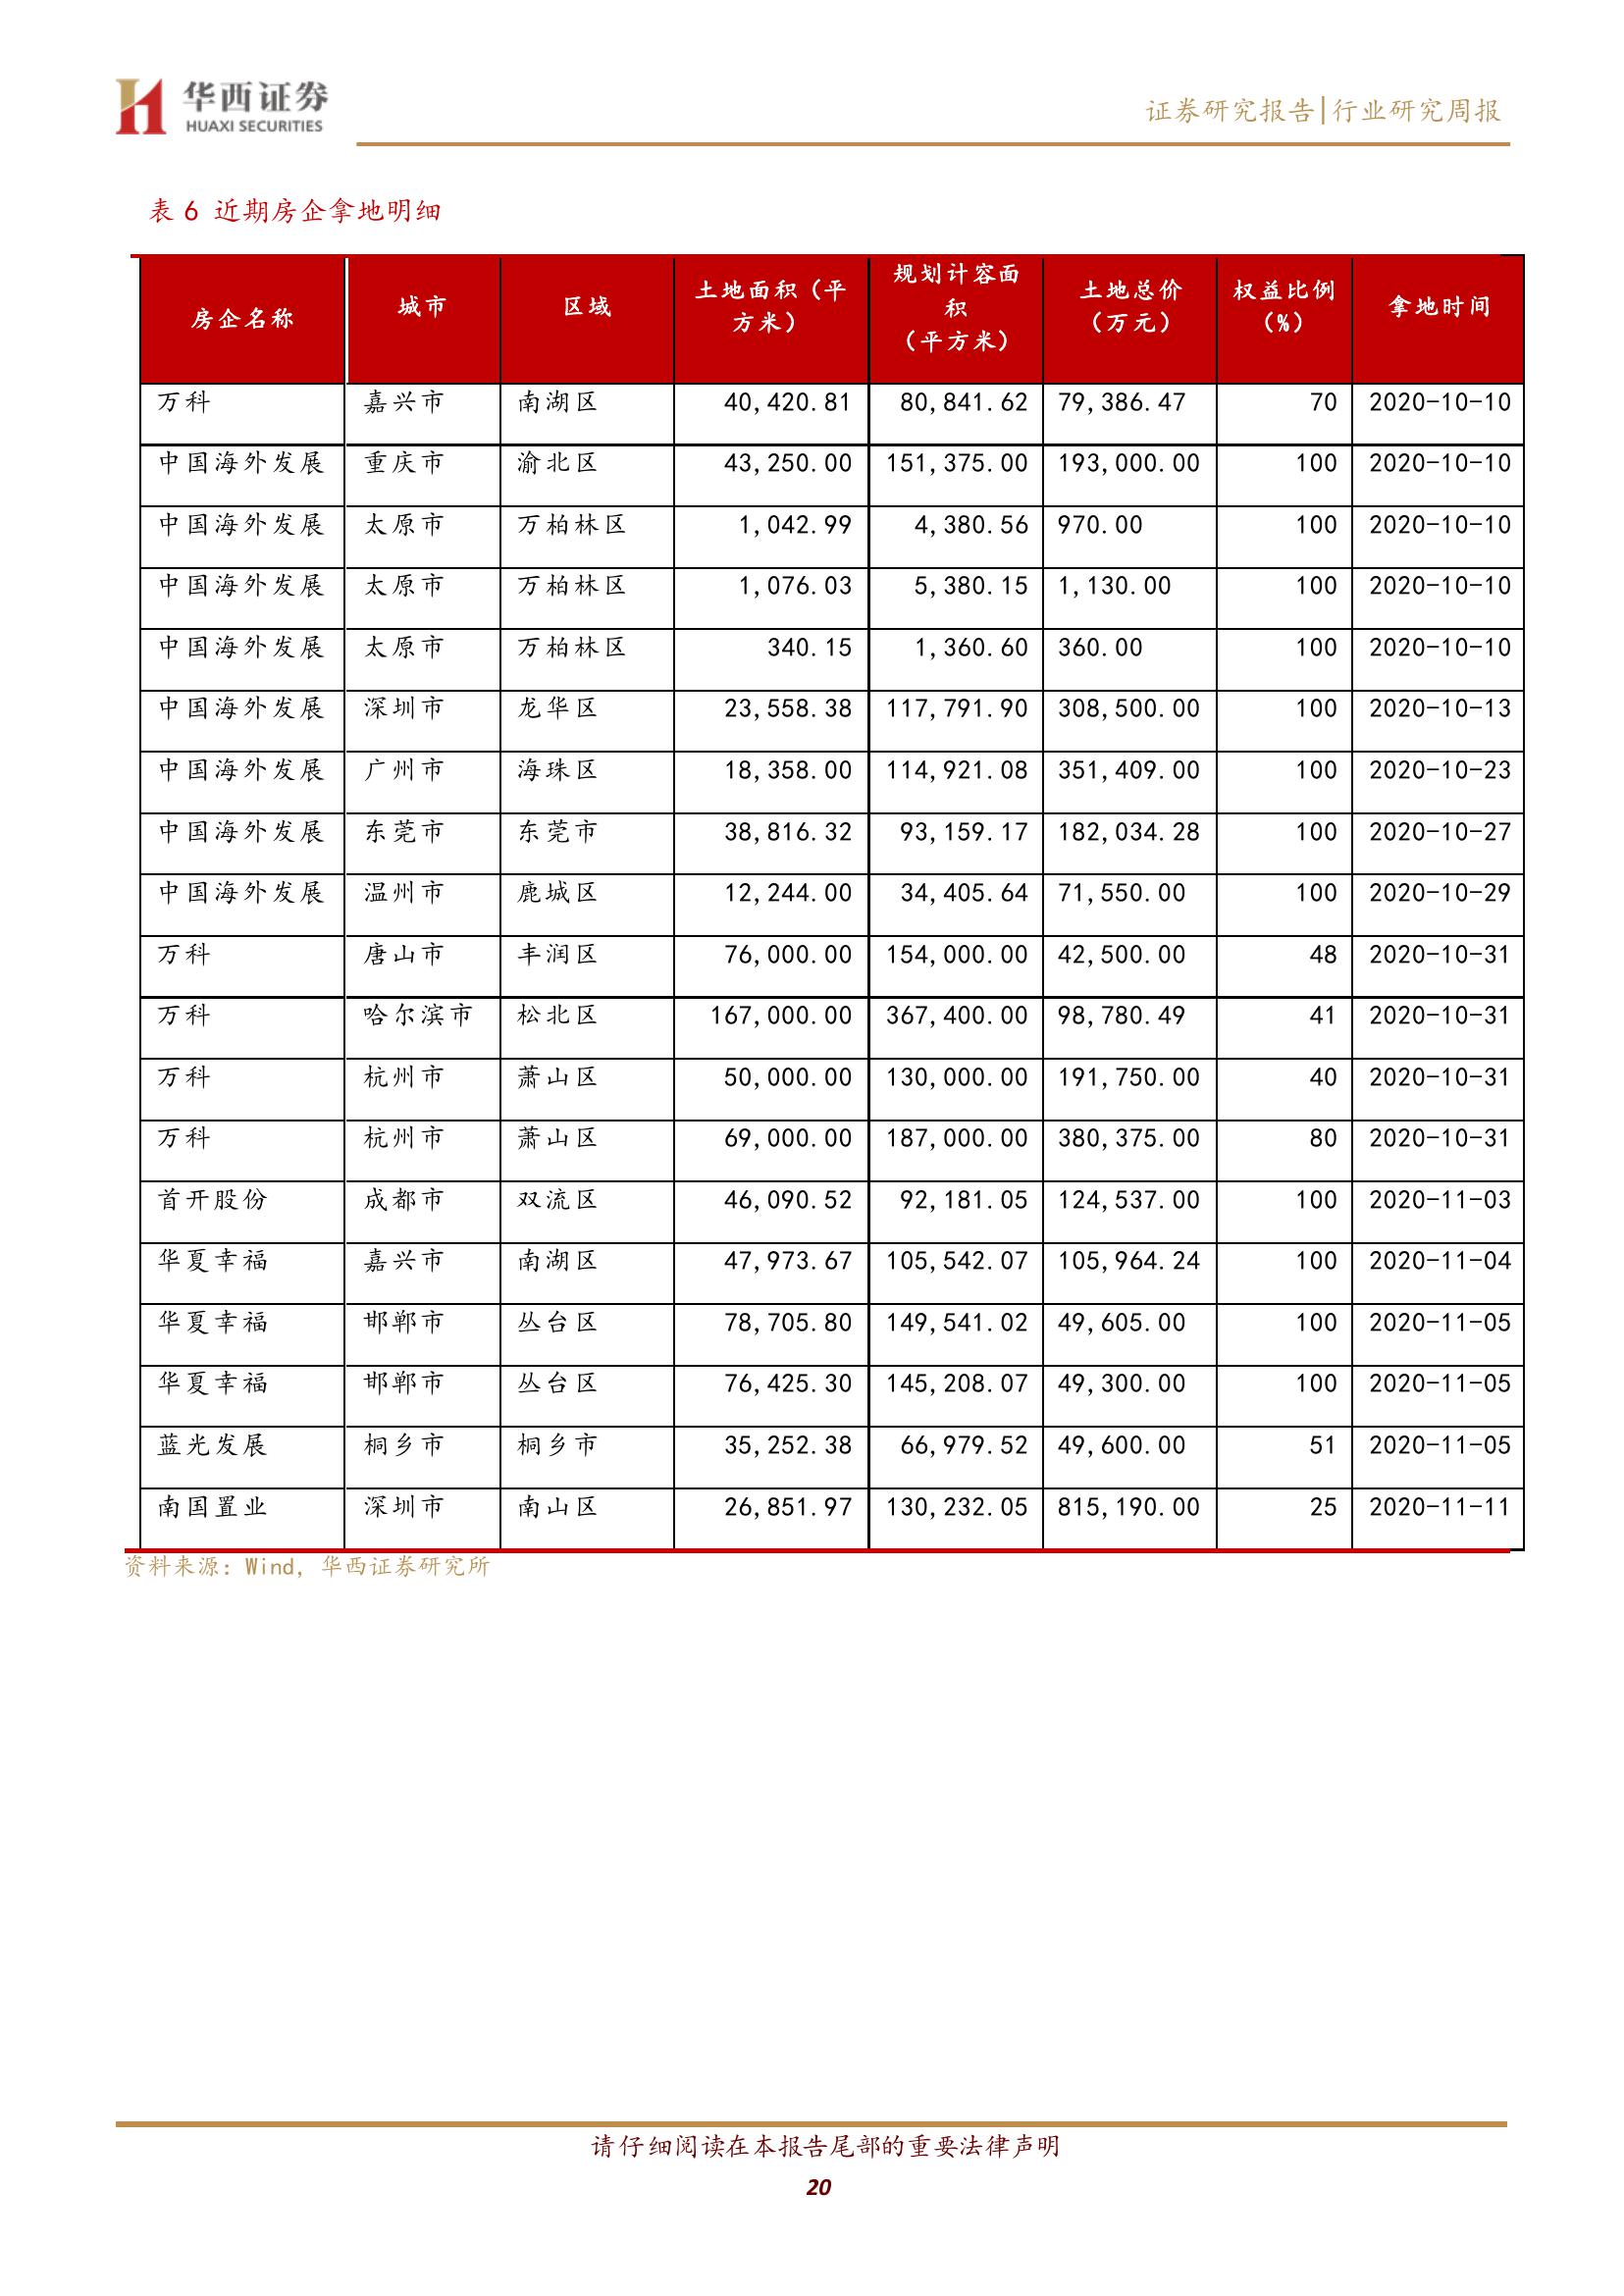 华西证券
HUAXI SECURITIES
证券研究报告|行业研究周报
表 6 近期房企拿地明细
房企名称 城市 区域 土地面积（平方米） 规划计容面积（平方米） 土地总价（万元） 权益比例（%） 拿地时间
万科 嘉兴市 南湖区 40,420.81 80,841.62 79,386.47 70 2020-10-10
中国海外发展 重庆市 渝北区 43,250.00 151,375.00 193,000.00 100 2020-10-10
中国海外发展 太原市 万柏林区 1,042.99 4,380.56 970.00 100 2020-10-10
中国海外发展 太原市 万柏林区 1,076.03 5,380.15 1,130.00 100 2020-10-10
中国海外发展 太原市 万柏林区 340.15 1,360.60 360.00 100 2020-10-10
中国海外发展 深圳市 龙华区 23,558.38 117,791.90 308,500.00 100 2020-10-13
中国海外发展 广州市 海珠区 18,358.00 114,921.08 351,409.00 100 2020-10-23
中国海外发展 东莞市 东莞市 38,816.32 93,159.17 182,034.28 100 2020-10-27
中国海外发展 温州市 鹿城区 12,244.00 34,405.64 71,550.00 100 2020-10-29
万科 唐山市 丰润区 76,000.00 154,000.00 42,500.00 48 2020-10-31
万科 哈尔滨市 松北区 167,000.00 367,400.00 98,780.49 41 2020-10-31
万科 杭州市 萧山区 50,000.00 130,000.00 191,750.00 40 2020-10-31
万科 杭州市 萧山区 69,000.00 187,000.00 380,375.00 80 2020-10-31
首开股份 成都市 双流区 46,090.52 92,181.05 124,537.00 100 2020-11-03
华夏幸福 嘉兴市 南湖区 47,973.67 105,542.07 105,964.24 100 2020-11-04
华夏幸福 邯郸市 丛台区 78,705.80 149,541.02 49,605.00 100 2020-11-05
华夏幸福 邯郸市 丛台区 76,425.30 145,208.07 49,300.00 100 2020-11-05
蓝光发展 桐乡市 桐乡市 35,252.38 66,979.52 49,600.00 51 2020-11-05
南国置业 深圳市 南山区 26,851.97 130,232.05 815,190.00 25 2020-11-11
资料来源：Wind, 华西证券研究所
请仔细阅读在本报告尾部的重要法律声明
20